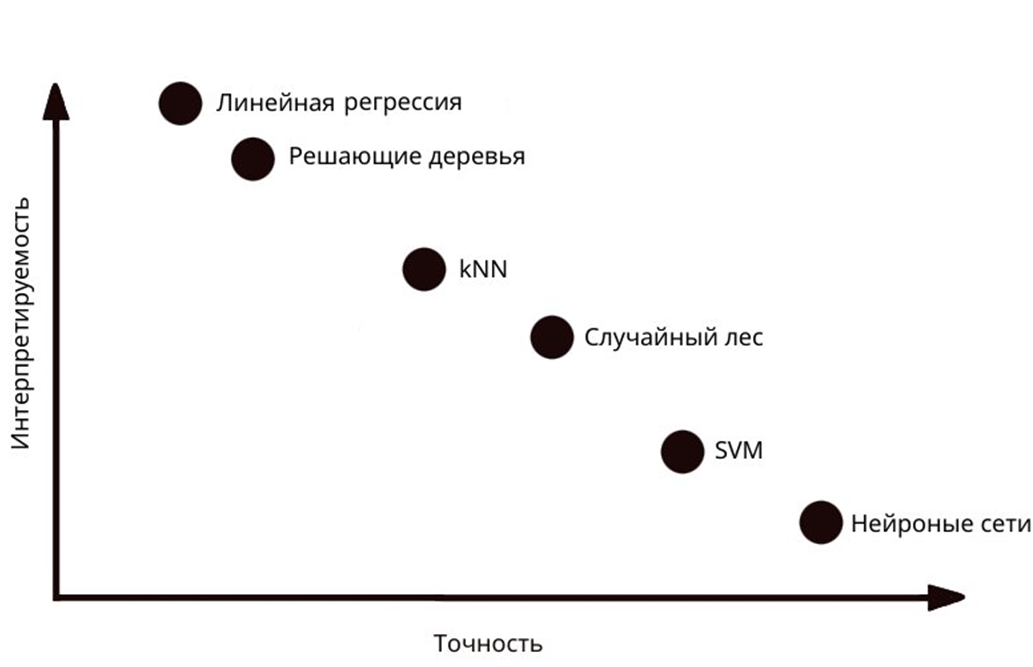 Линейная регрессия
Решающие деревья
kNN
Случайный лес
SVM
Нейроные сети
Интерпретируемость
Точность